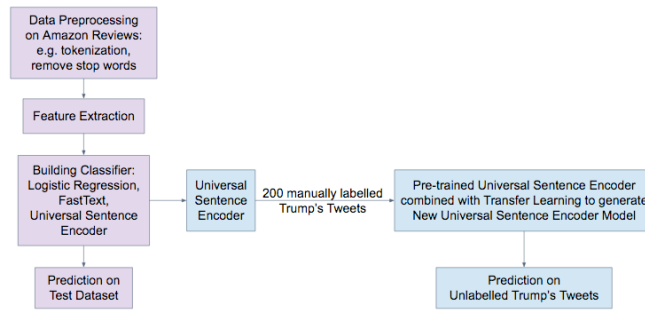 Data Preprocessing
on Amazon Reviews:
e.g. tokenization,
remove stop words
Feature Extraction
Building Classifier:
Logistic Regression,
FastText,
Universal Sentence
Encoder
Universal
Sentence
Encoder
200 manually labelled
Trump's Tweets
Pre-trained Universal Sentence Encoder
combined with Transfer Learning to generate
New Universal Sentence Encoder Model
Prediction on
Test Dataset
Prediction on
Unlabelled Trump's Tweets